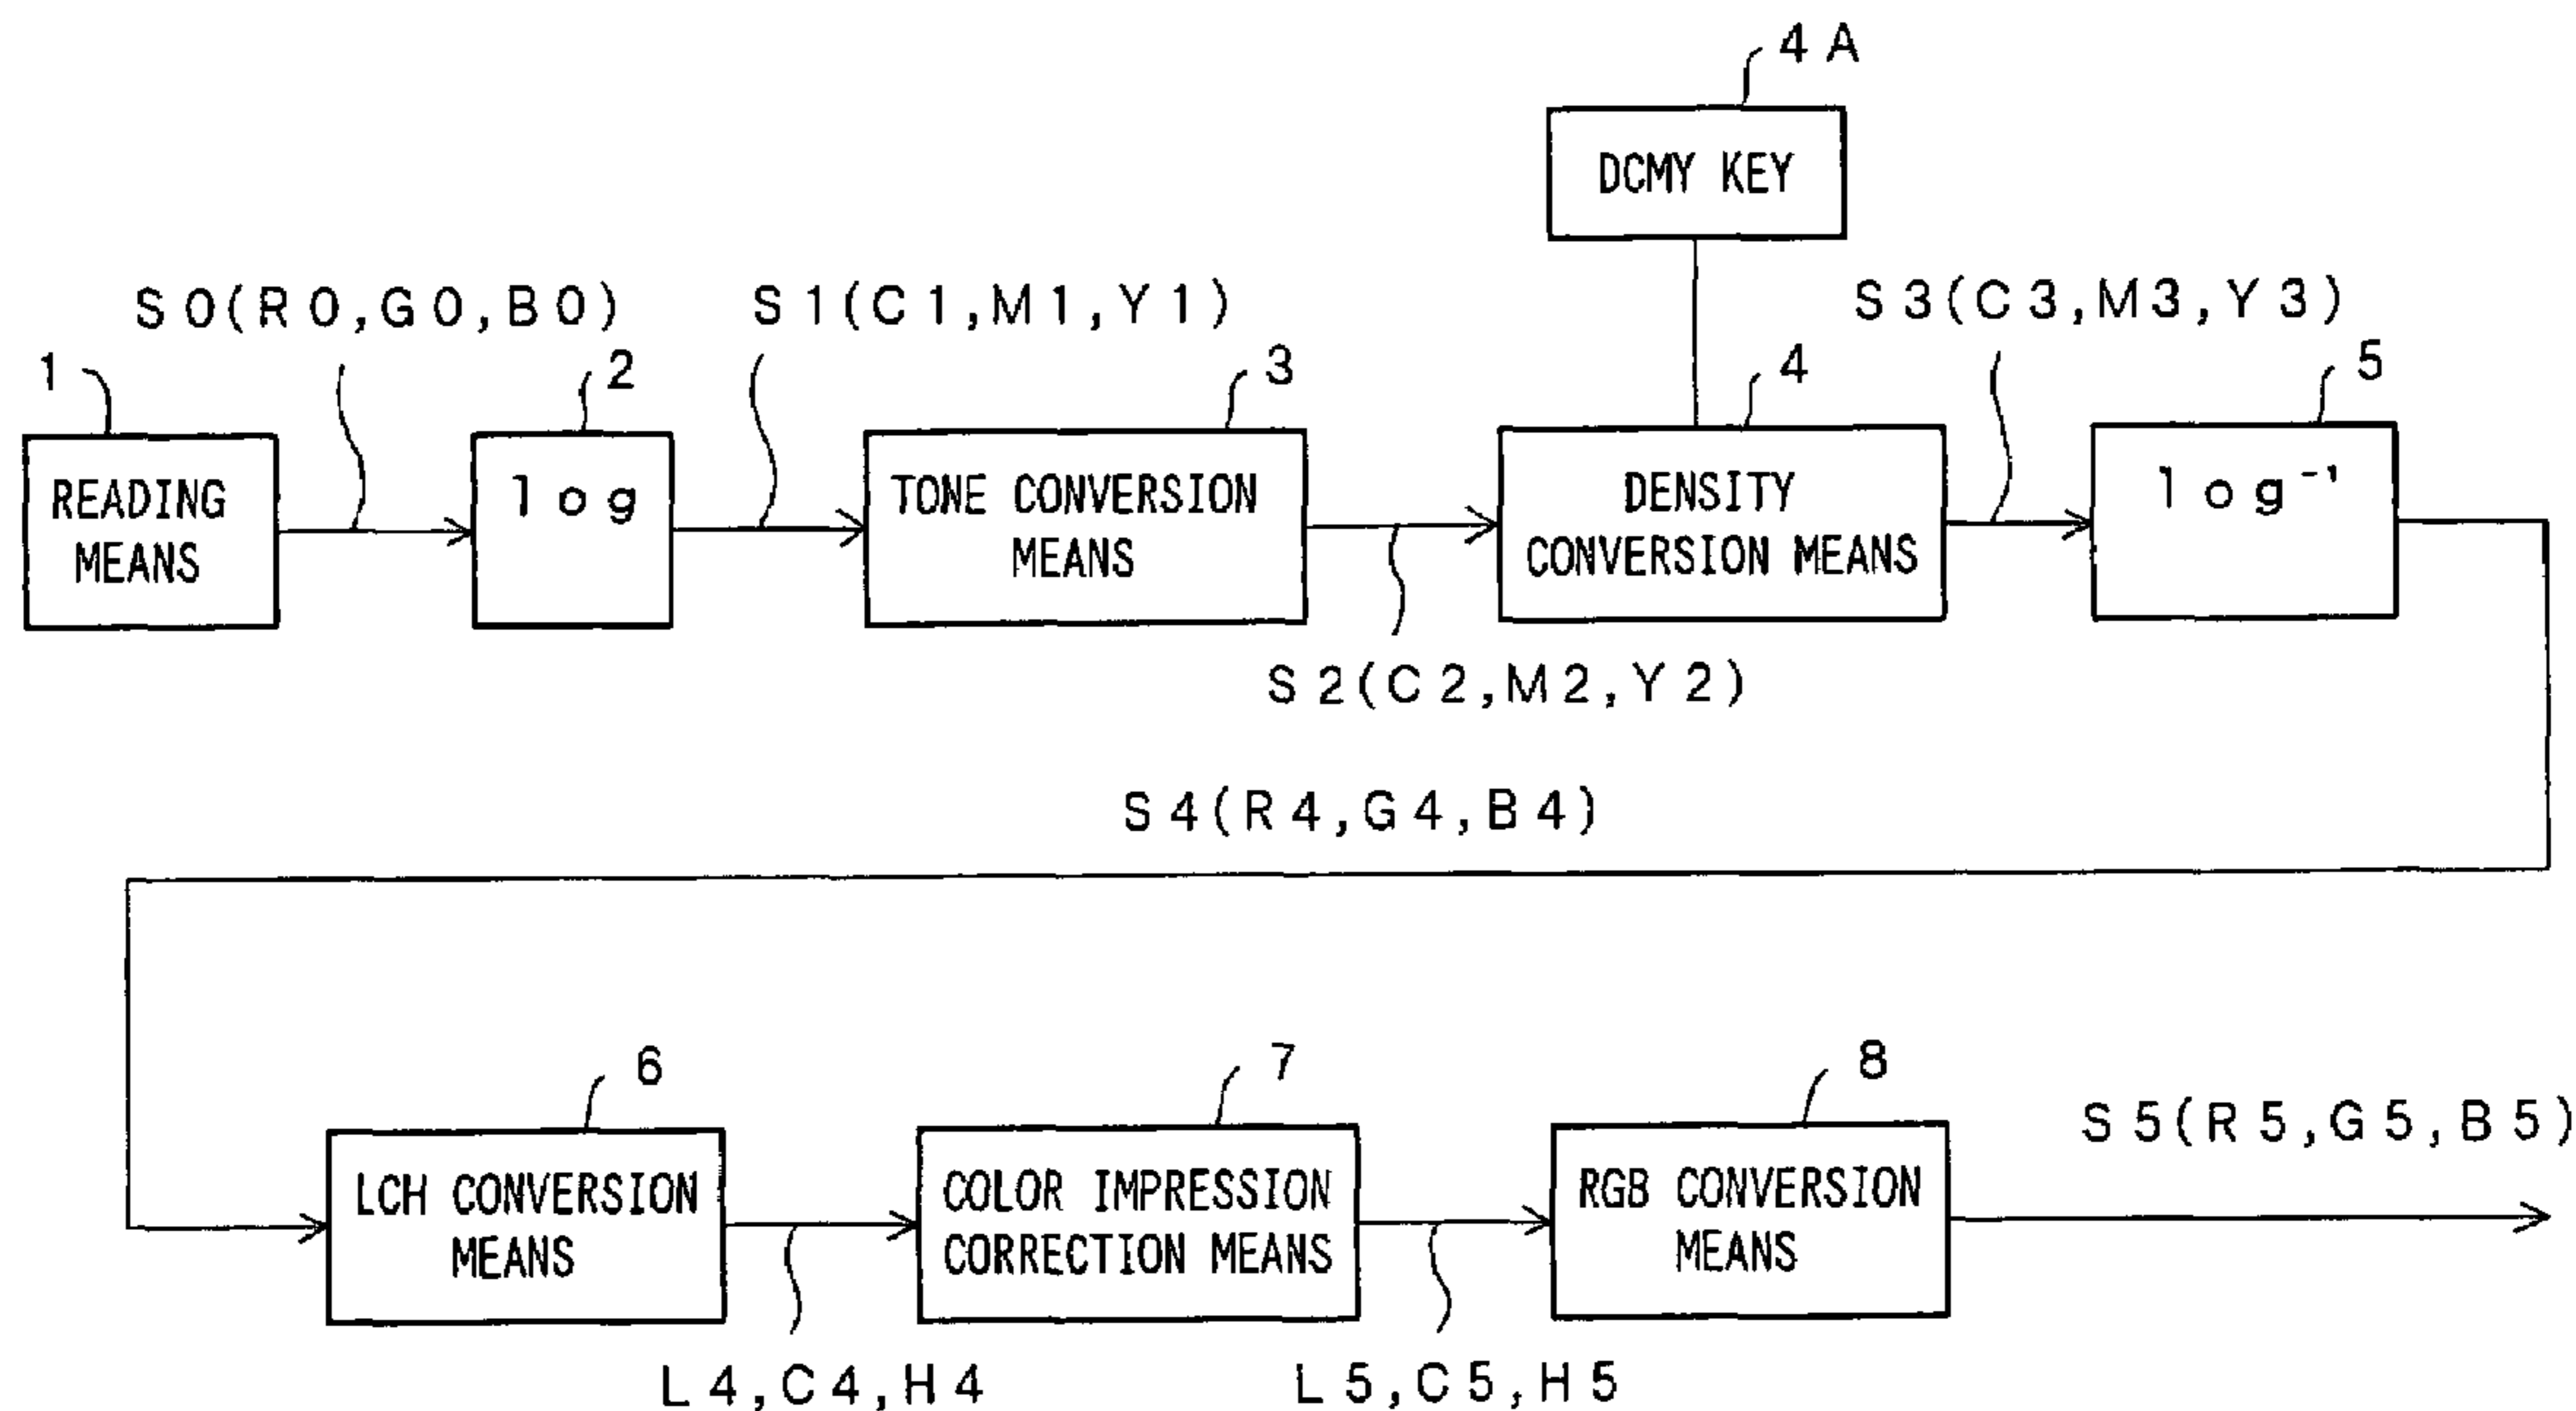 4A
DCMY KEY
S0(R0,G0,B0)
S1(C1,M1,Y1)
S3(C3,M3,Y3)
1
2
3
4
5
READING
MEANS
log
TONE CONVERSION
MEANS
DENSITY
CONVERSION MEANS
log⁻¹
S2(C2,M2,Y2)
S4(R4,G4,B4)
6
7
8
S5(R5,G5,B5)
LCH CONVERSION
MEANS
COLOR IMPRESSION
CORRECTION MEANS
RGB CONVERSION
MEANS
L4,C4,H4
L5,C5,H5